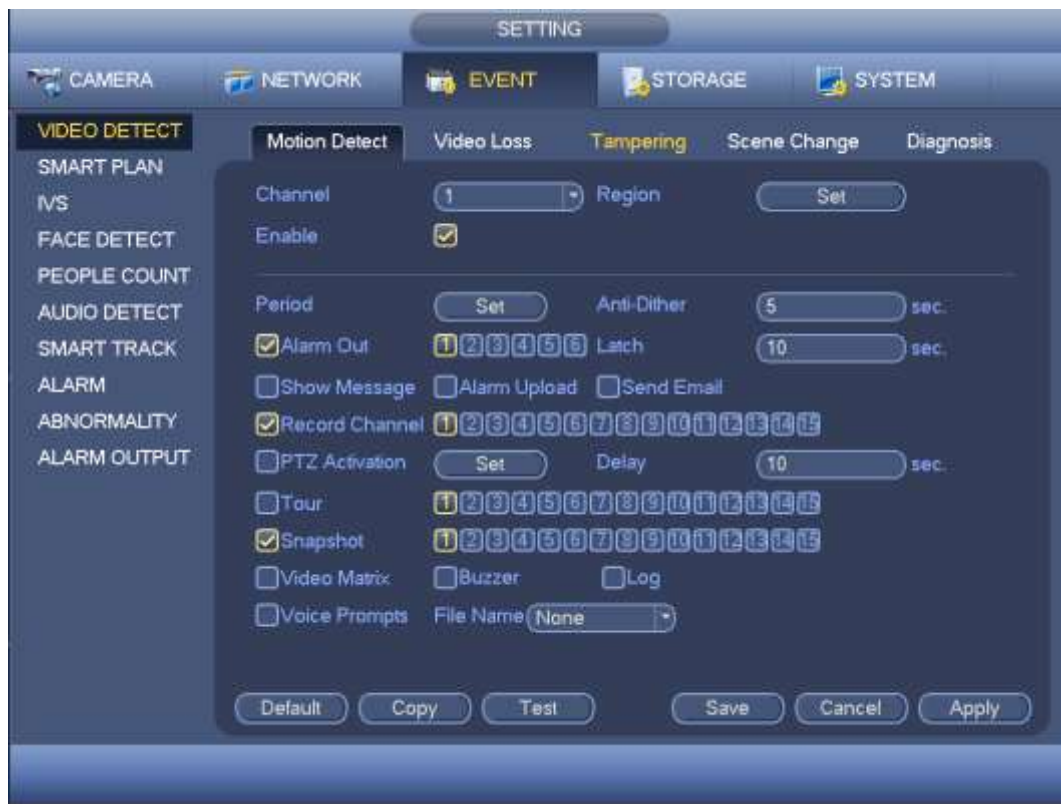 SETTING
CAMERA NETWORK EVENT STORAGE SYSTEM
VIDEO DETECT
SMART PLAN
IVS
FACE DETECT
PEOPLE COUNT
AUDIO DETECT
SMART TRACK
ALARM
ABNORMALITY
ALARM OUTPUT
Motion Detect Video Loss Tampering Scene Change Diagnosis
Channel 1 Region Set
Enable
Period Set Anti-Dither 5 sec.
Alarm Out 1 2 3 4 5 6 Latch 10 sec.
Show Message Alarm Upload Send Email
Record Channel 1 2 3 4 5 6 7 8 9 10 11 12 13 14 15
PTZ Activation Set Delay 10 sec.
Tour 1 2 3 4 5 6 7 8 9 10 11 12 13 14 15
Snapshot 1 2 3 4 5 6 7 8 9 10 11 12 13 14 15
Video Matrix Buzzer Log
Voice Prompts File Name None
Default Copy Test Save Cancel Apply